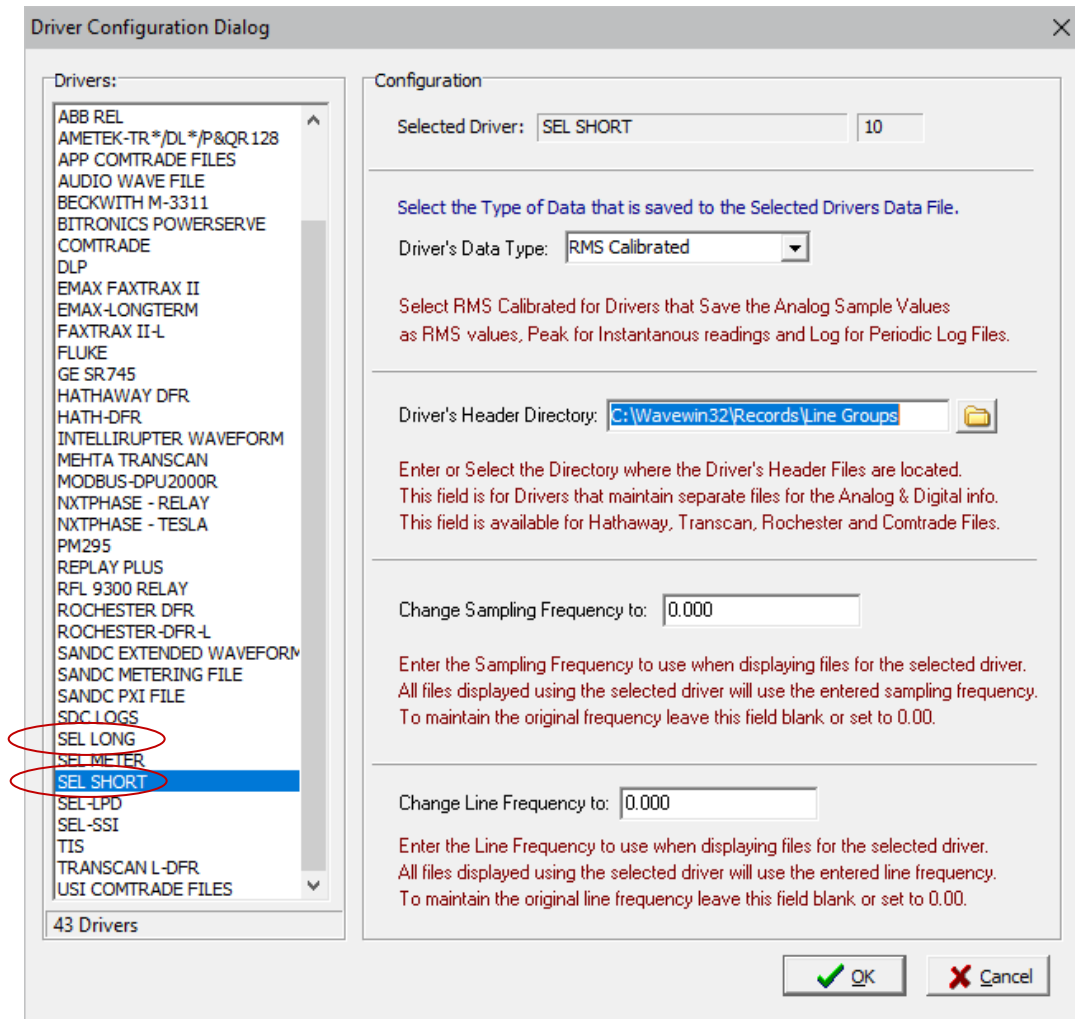 Driver Configuration Dialog
Drivers:
ABB REL
AMETEK-TR*/DL*/P&QR128
APP COMTRADE FILES
AUDIO WAVE FILE
BECKWITH M-3311
BITRONICS POWERSERVE
COMTRADE
DLP
EMAX FAXTRAX II
EMAX-LONGTERM
FAXTRAX II-L
FLUKE
GE SR745
HATHAWAY DFR
HATH-DFR
INTELLIRUPTER WAVEFORM
MEHTA TRANSCAN
MODBUS-DPU2000R
NXTPHASE - RELAY
NXTPHASE - TESLA
PM295
REPLAY PLUS
RFL 9300 RELAY
ROCHESTER DFR
ROCHESTER-DFR-L
SANDC EXTENDED WAVEFORM
SANDC METERING FILE
SANDC PXI FILE
SDC LOGS
SEL LONG
SEL METER
SEL SHORT
SEL-LPD
SEL-SSI
TIS
TRANSCAN L-DFR
USI COMTRADE FILES
43 Drivers
Configuration
Selected Driver: SEL SHORT 10
Select the Type of Data that is saved to the Selected Drivers Data File.
Driver's Data Type: RMS Calibrated
Select RMS Calibrated for Drivers that Save the Analog Sample Values
as RMS values, Peak for Instantanous readings and Log for Periodic Log Files.
Driver's Header Directory: C:\Wavewin32\Records\Line Groups
Enter or Select the Directory where the Driver's Header Files are located.
This field is for Drivers that maintain separate files for the Analog & Digital info.
This field is available for Hathaway, Transcan, Rochester and Comtrade Files.
Change Sampling Frequency to: 0.000
Enter the Sampling Frequency to use when displaying files for the selected driver.
All files displayed using the selected driver will use the entered sampling frequency.
To maintain the original frequency leave this field blank or set to 0.00.
Change Line Frequency to: 0.000
Enter the Line Frequency to use when displaying files for the selected driver.
All files displayed using the selected driver will use the entered line frequency.
To maintain the original line frequency leave this field blank or set to 0.00.
OK
Cancel